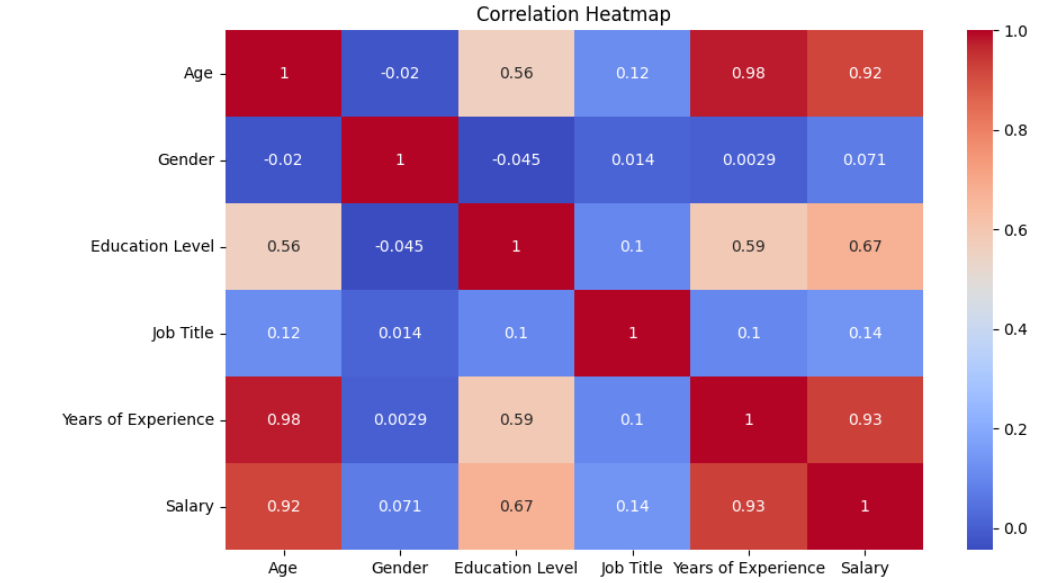 Correlation Heatmap
Age 1 -0.02 0.56 0.12 0.98 0.92
Gender -0.02 1 -0.045 0.014 0.0029 0.071
Education Level 0.56 -0.045 1 0.1 0.59 0.67
Job Title 0.12 0.014 0.1 1 0.1 0.14
Years of Experience 0.98 0.0029 0.59 0.1 1 0.93
Salary 0.92 0.071 0.67 0.14 0.93 1
Age Gender Education Level Job Title Years of Experience Salary
1.0
0.8
0.6
0.4
0.2
0.0